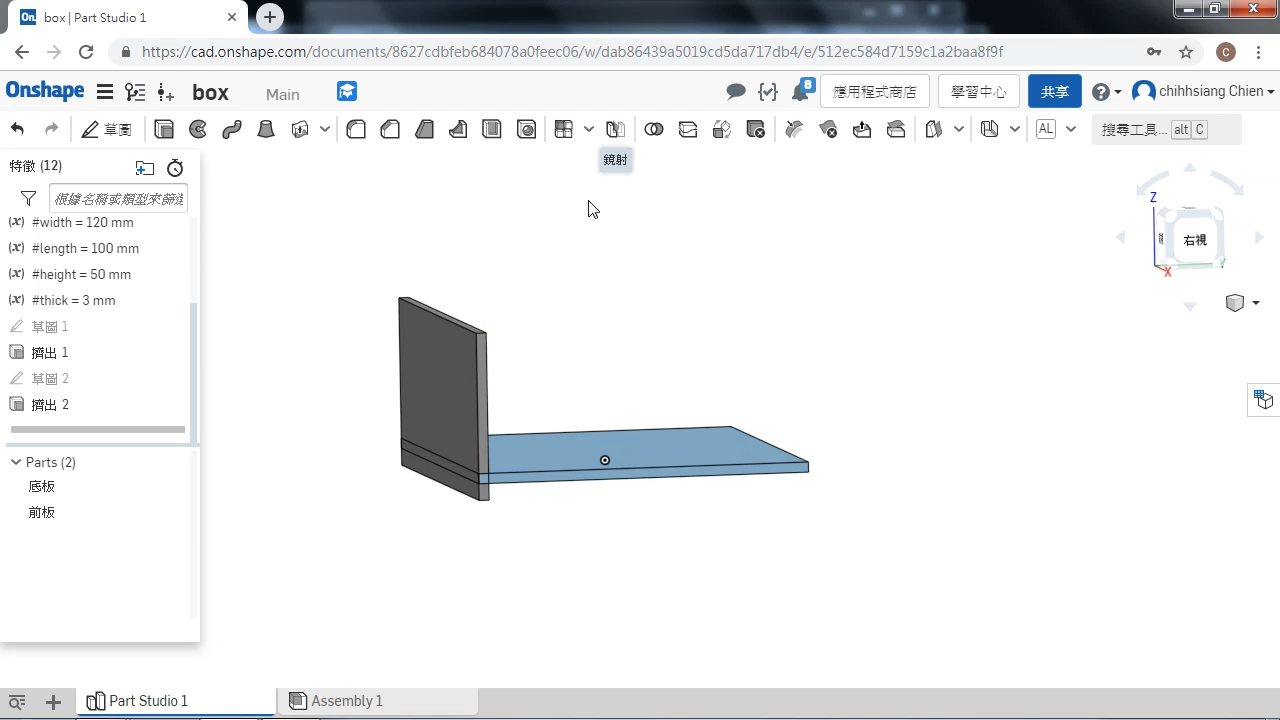 box | Part Studio 1
https://cad.onshape.com/documents/8627cdbfeb684078a0feec06/w/dab86439a5019cd5da717db4/e/512ec584d7159c1a2baa8f9f
C
Onshape
box
Main
8
應用程式商店
學習中心
共享
chihhsiang Chien
草圖
AL
搜尋工具... alt C
特徵 (12)
鏡射
根據名稱或類型來篩選
(x) #width = 120 mm
(x) #length = 100 mm
(x) #height = 50 mm
(x) #thick = 3 mm
草圖 1
擠出 1
草圖 2
擠出 2
Parts (2)
底板
前板
Z
右視
Y
X
Part Studio 1
Assembly 1